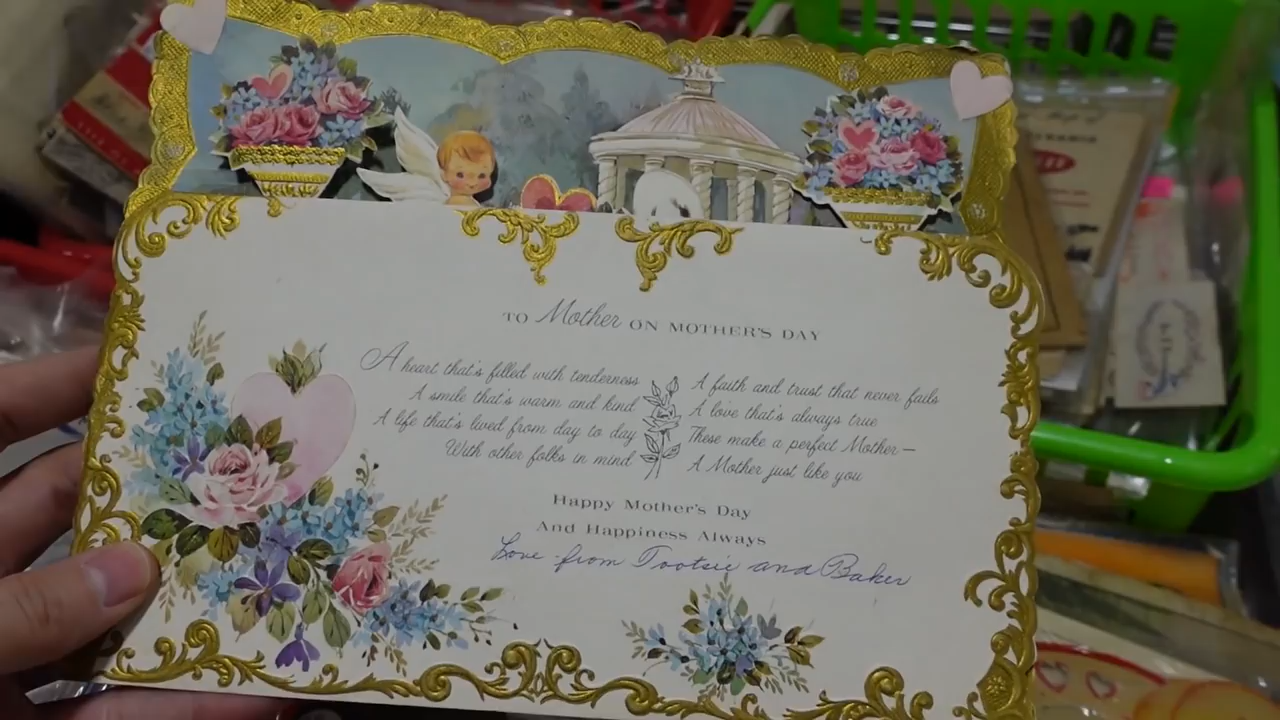 TO Mother ON MOTHER'S DAY
A heart that's filled with tenderness
A smile that's warm and kind
A life that's lived from day to day
With other folks in mind
A faith and trust that never fails
A love that's always true
These make a perfect Mother—
A Mother just like you
Happy Mother's Day
And Happiness Always
Love from Tootsie and Baker